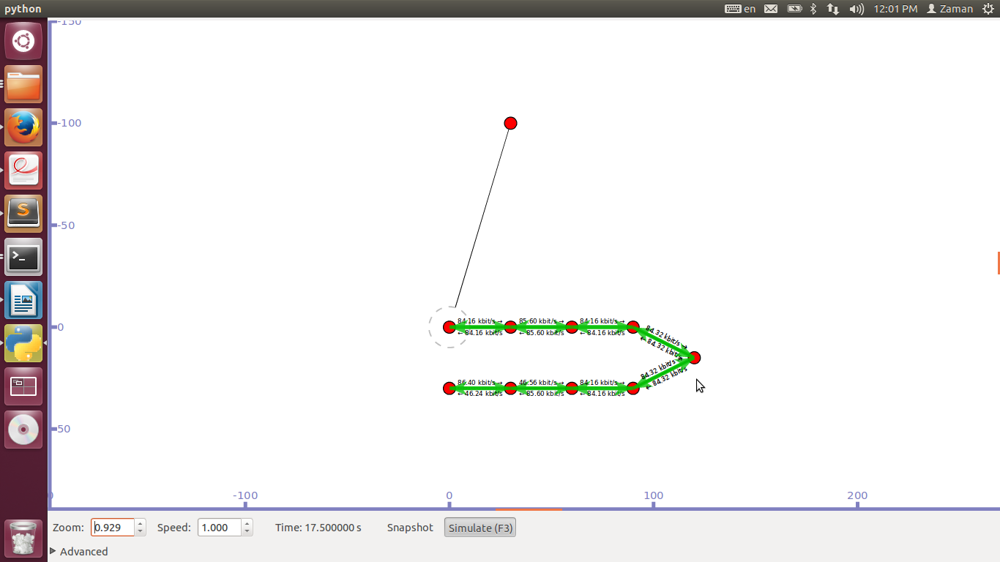 python
en
12:01 PM
Zaman
-150
-100
-50
0
50
84.16 kbit/s→
85.60 kbit/s→
84.16 kbit/s→
←84.16 kbit/s
←85.60 kbit/s
←84.16 kbit/s
84.32 kbit/s→
←84.32 kbit/s
84.32 kbit/s→
←84.32 kbit/s
86.40 kbit/s→
46.56 kbit/s→
84.16 kbit/s→
←46.24 kbit/s
←85.60 kbit/s
←84.16 kbit/s
-100
0
100
200
Zoom: 0.929 Speed: 1.000 Time: 17.500000 s Snapshot Simulate (F3)
Advanced